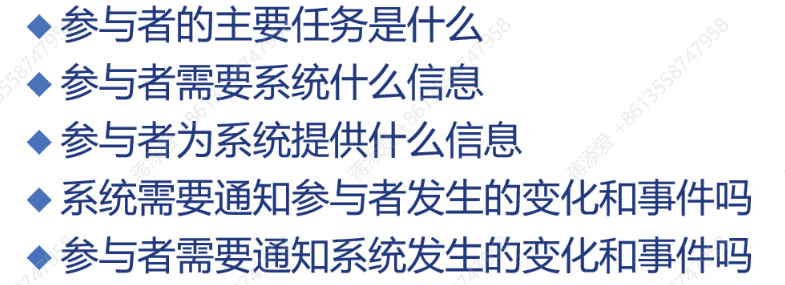 ◆参与者的主要任务是什么
◆参与者需要系统什么信息
◆参与者为系统提供什么信息
◆系统需要通知参与者发生的变化和事件吗
◆参与者需要通知系统发生的变化和事件吗